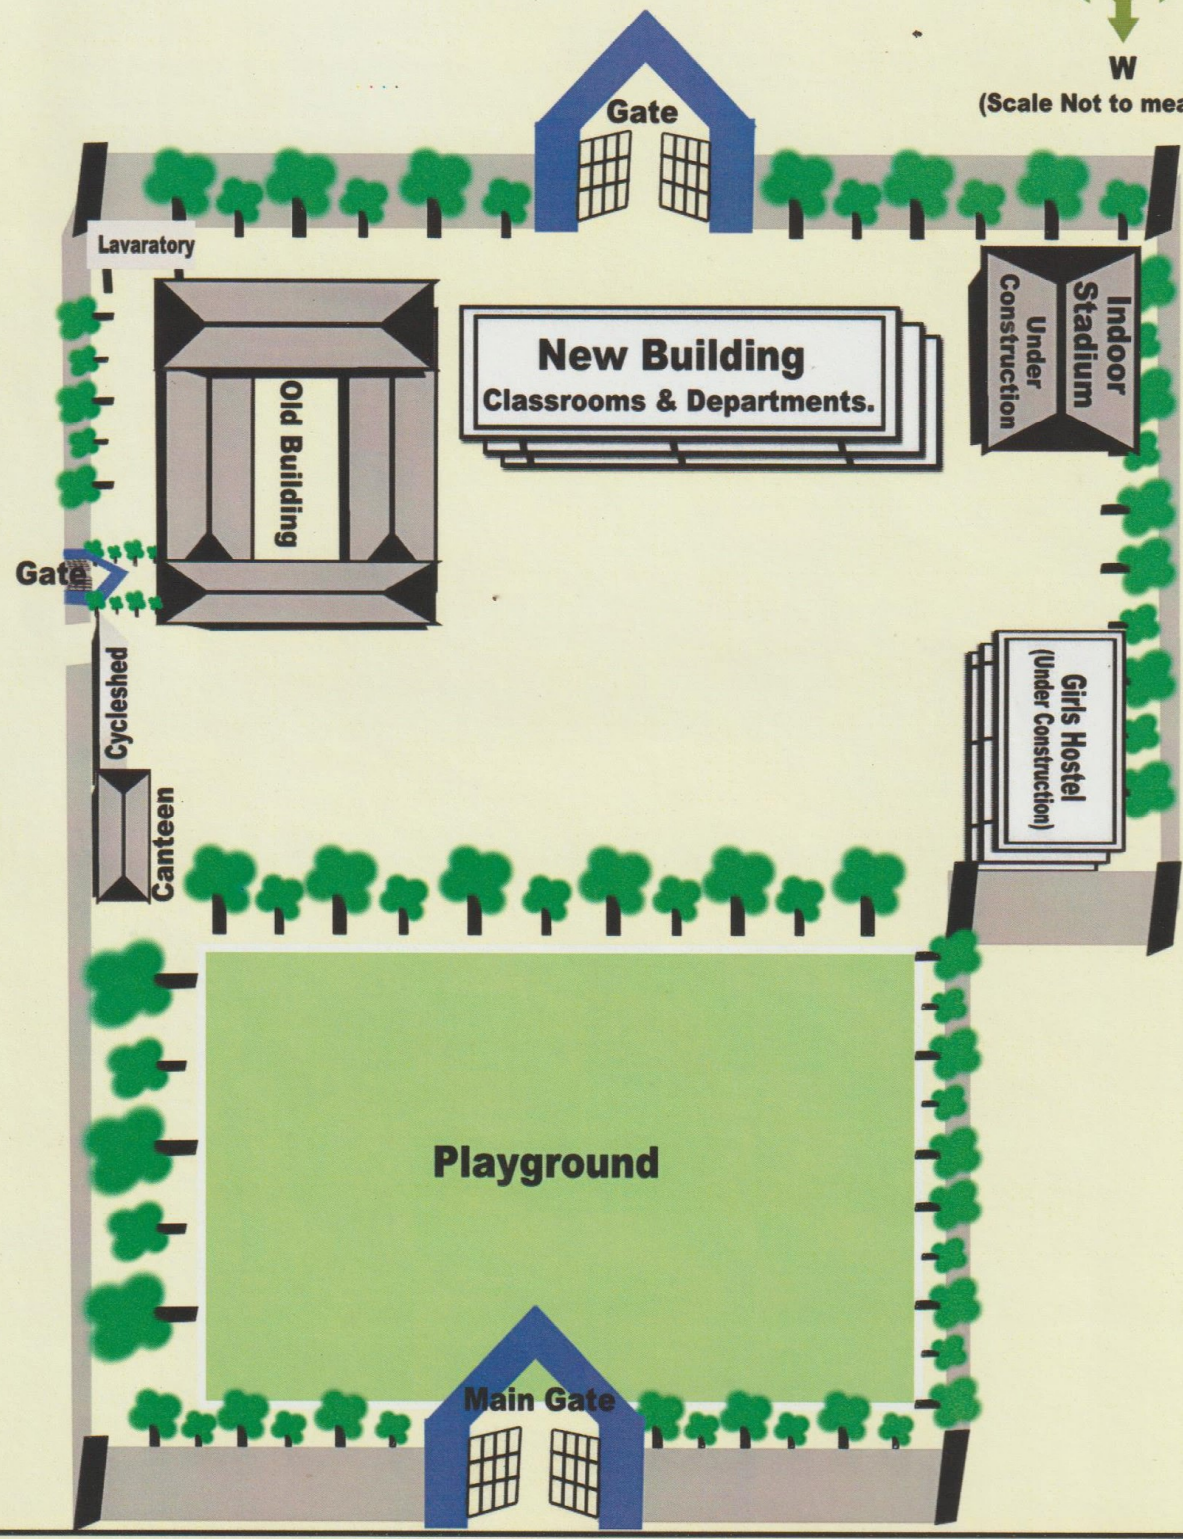 W
(Scale Not to mea
Gate
Lavaratory
Indoor
Stadium
Under
Construction
New Building
Classrooms & Departments.
Old Building
Gate
Cycleshed
Girls Hostel
(Under Construction)
Canteen
Playground
Main Gate